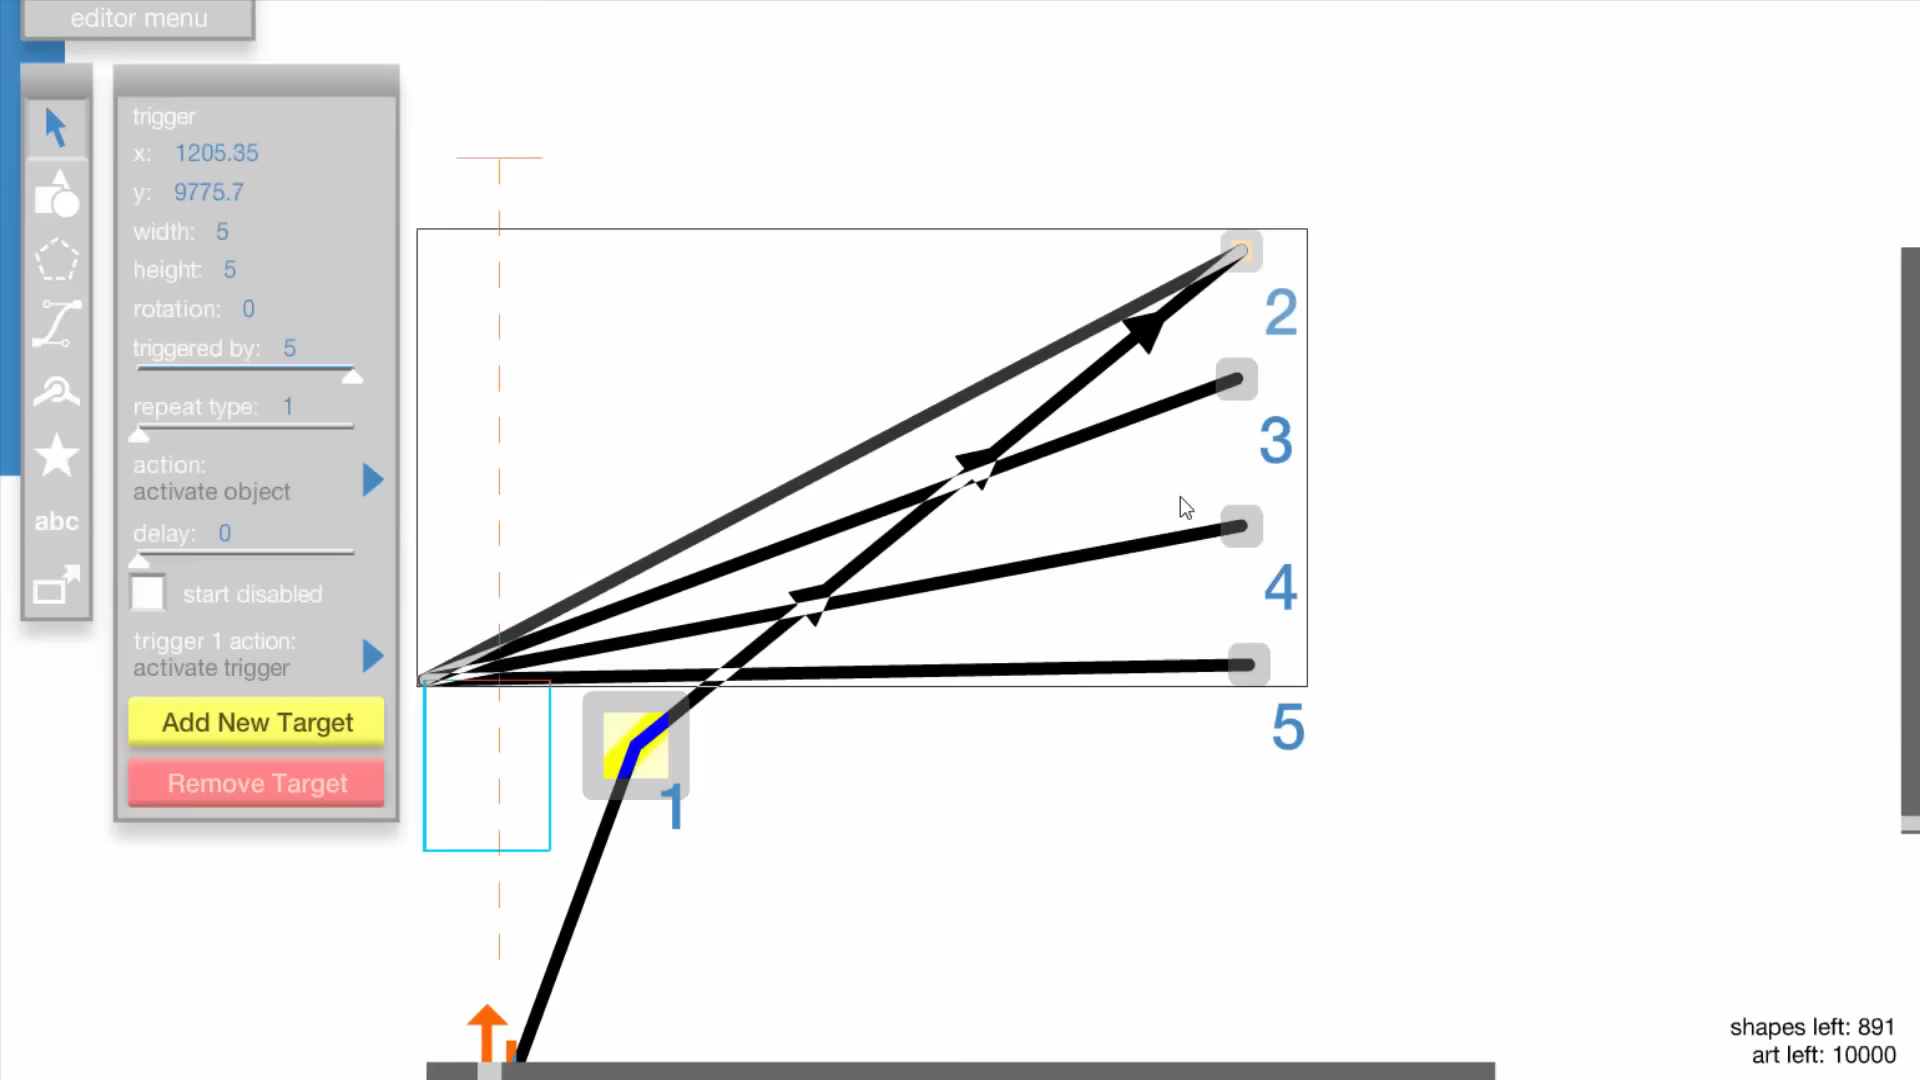 editor menu
trigger
x: 1205.35
y: 9775.7
width: 5
height: 5
rotation: 0
triggered by: 5
repeat type: 1
action:
activate object
delay: 0
start disabled
trigger 1 action:
activate trigger
Add New Target
Remove Target
abc
2
3
4
5
1
shapes left: 891
art left: 10000